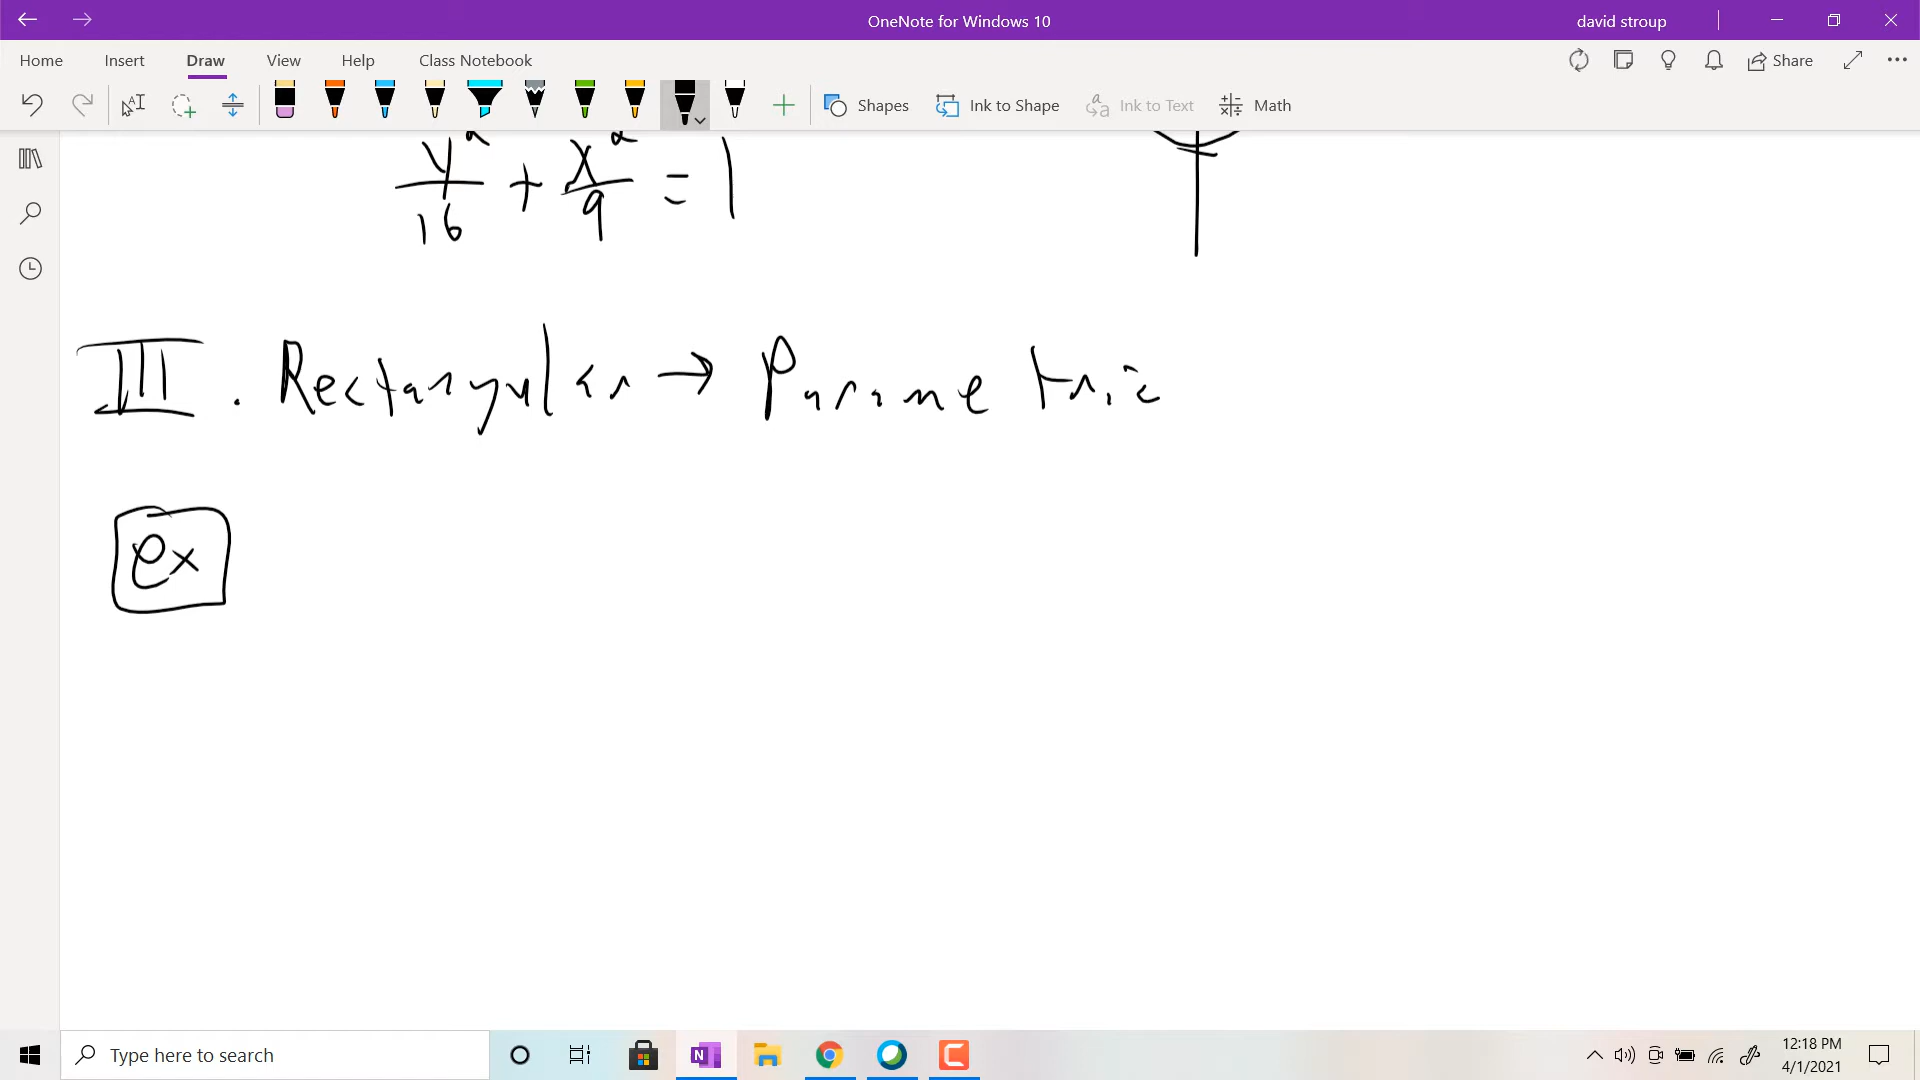 OneNote for Windows 10
david stroup
Home Insert Draw View Help Class Notebook
Share
Shapes Ink to Shape Ink to Text Math
y² / 16 + x² / 9 = 1
III. Rectangular → Parametric
ex
Type here to search
12:18 PM
4/1/2021